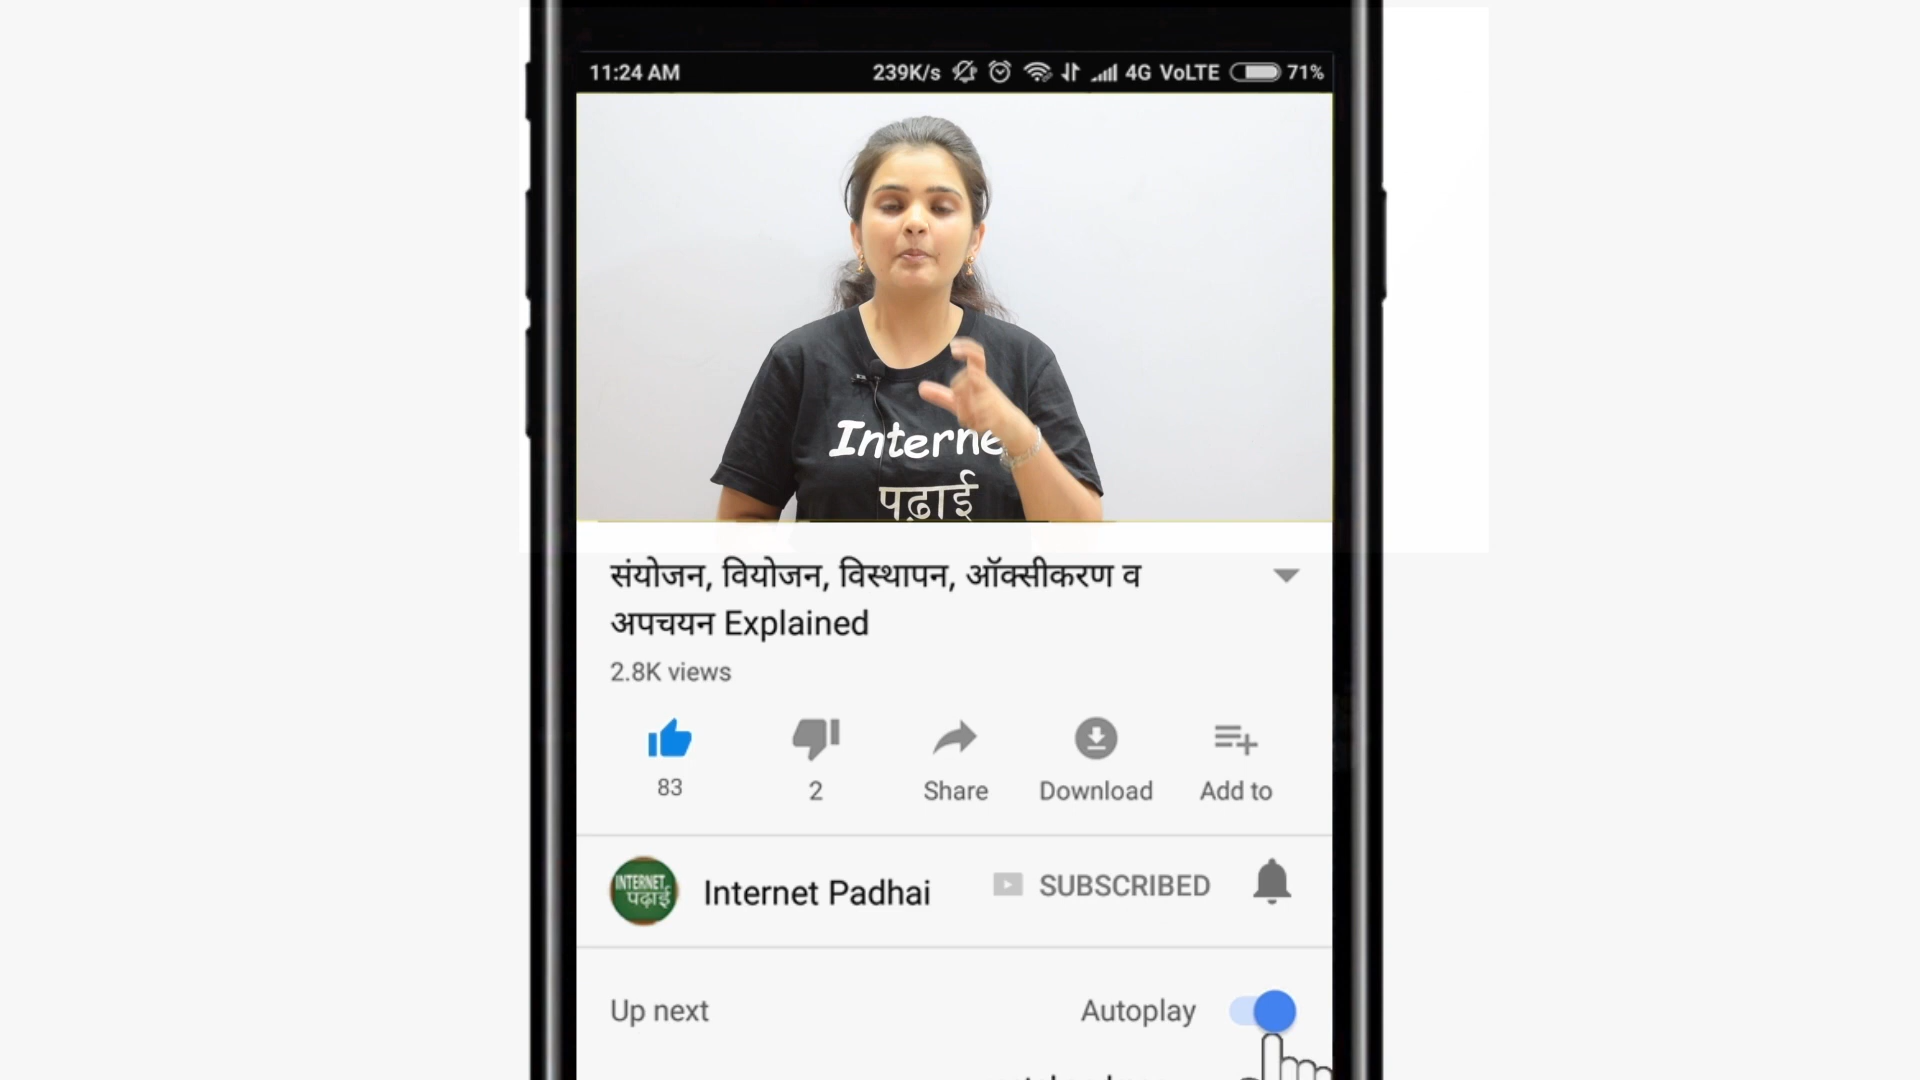 11:24 AM 239K/s 4G VoLTE 71%
Interne
पढ़ाई
संयोजन, वियोजन, विस्थापन, ऑक्सीकरण व
अपचयन Explained
2.8K views
83 2 Share Download Add to
INTERNET
पढ़ाई
Internet Padhai SUBSCRIBED
Up next Autoplay